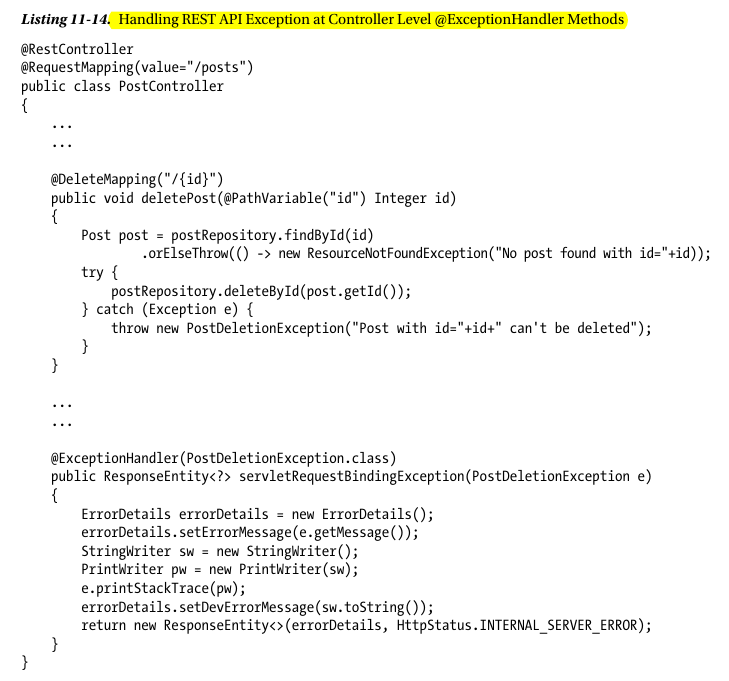 Listing 11-14. Handling REST API Exception at Controller Level @ExceptionHandler Methods
@RestController
@RequestMapping(value="/posts")
public class PostController
{
    ...
    ...
    @DeleteMapping("/{id}")
    public void deletePost(@PathVariable("id") Integer id)
    {
        Post post = postRepository.findById(id)
                .orElseThrow(() -> new ResourceNotFoundException("No post found with id="+id));
        try {
            postRepository.deleteById(post.getId());
        } catch (Exception e) {
            throw new PostDeletionException("Post with id="+id+" can't be deleted");
        }
    }
    ...
    ...
    @ExceptionHandler(PostDeletionException.class)
    public ResponseEntity<?> servletRequestBindingException(PostDeletionException e)
    {
        ErrorDetails errorDetails = new ErrorDetails();
        errorDetails.setErrorMessage(e.getMessage());
        StringWriter sw = new StringWriter();
        PrintWriter pw = new PrintWriter(sw);
        e.printStackTrace(pw);
        errorDetails.setDevErrorMessage(sw.toString());
        return new ResponseEntity<>(errorDetails, HttpStatus.INTERNAL_SERVER_ERROR);
    }
}